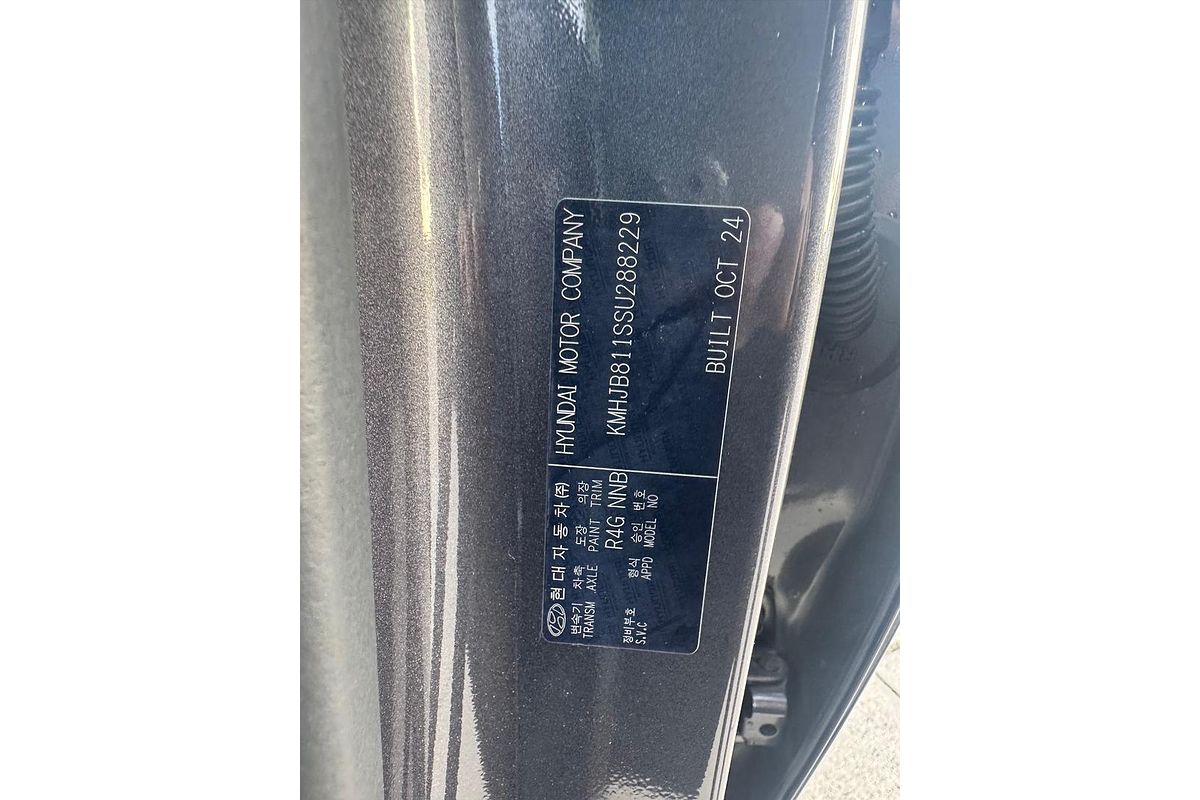 현대자동차(주) HYUNDAI MOTOR COMPANY
변속기 차축 도장 의장
TRANSM AXLE PAINT TRIM
R4G NNB KMHJB811SSU288229
정비부호 형식 승인 번호
S.V.C APPD MODEL NO
BUILT OCT 24